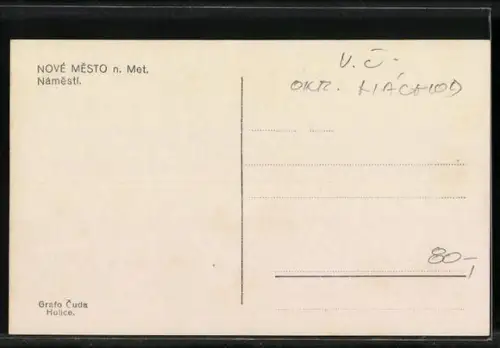 NOVÉ MĚSTO n. Met.
Náměstí.
V.Č-
OKR. NÁCHOD
80,-
Grafo Čuda
Holice.